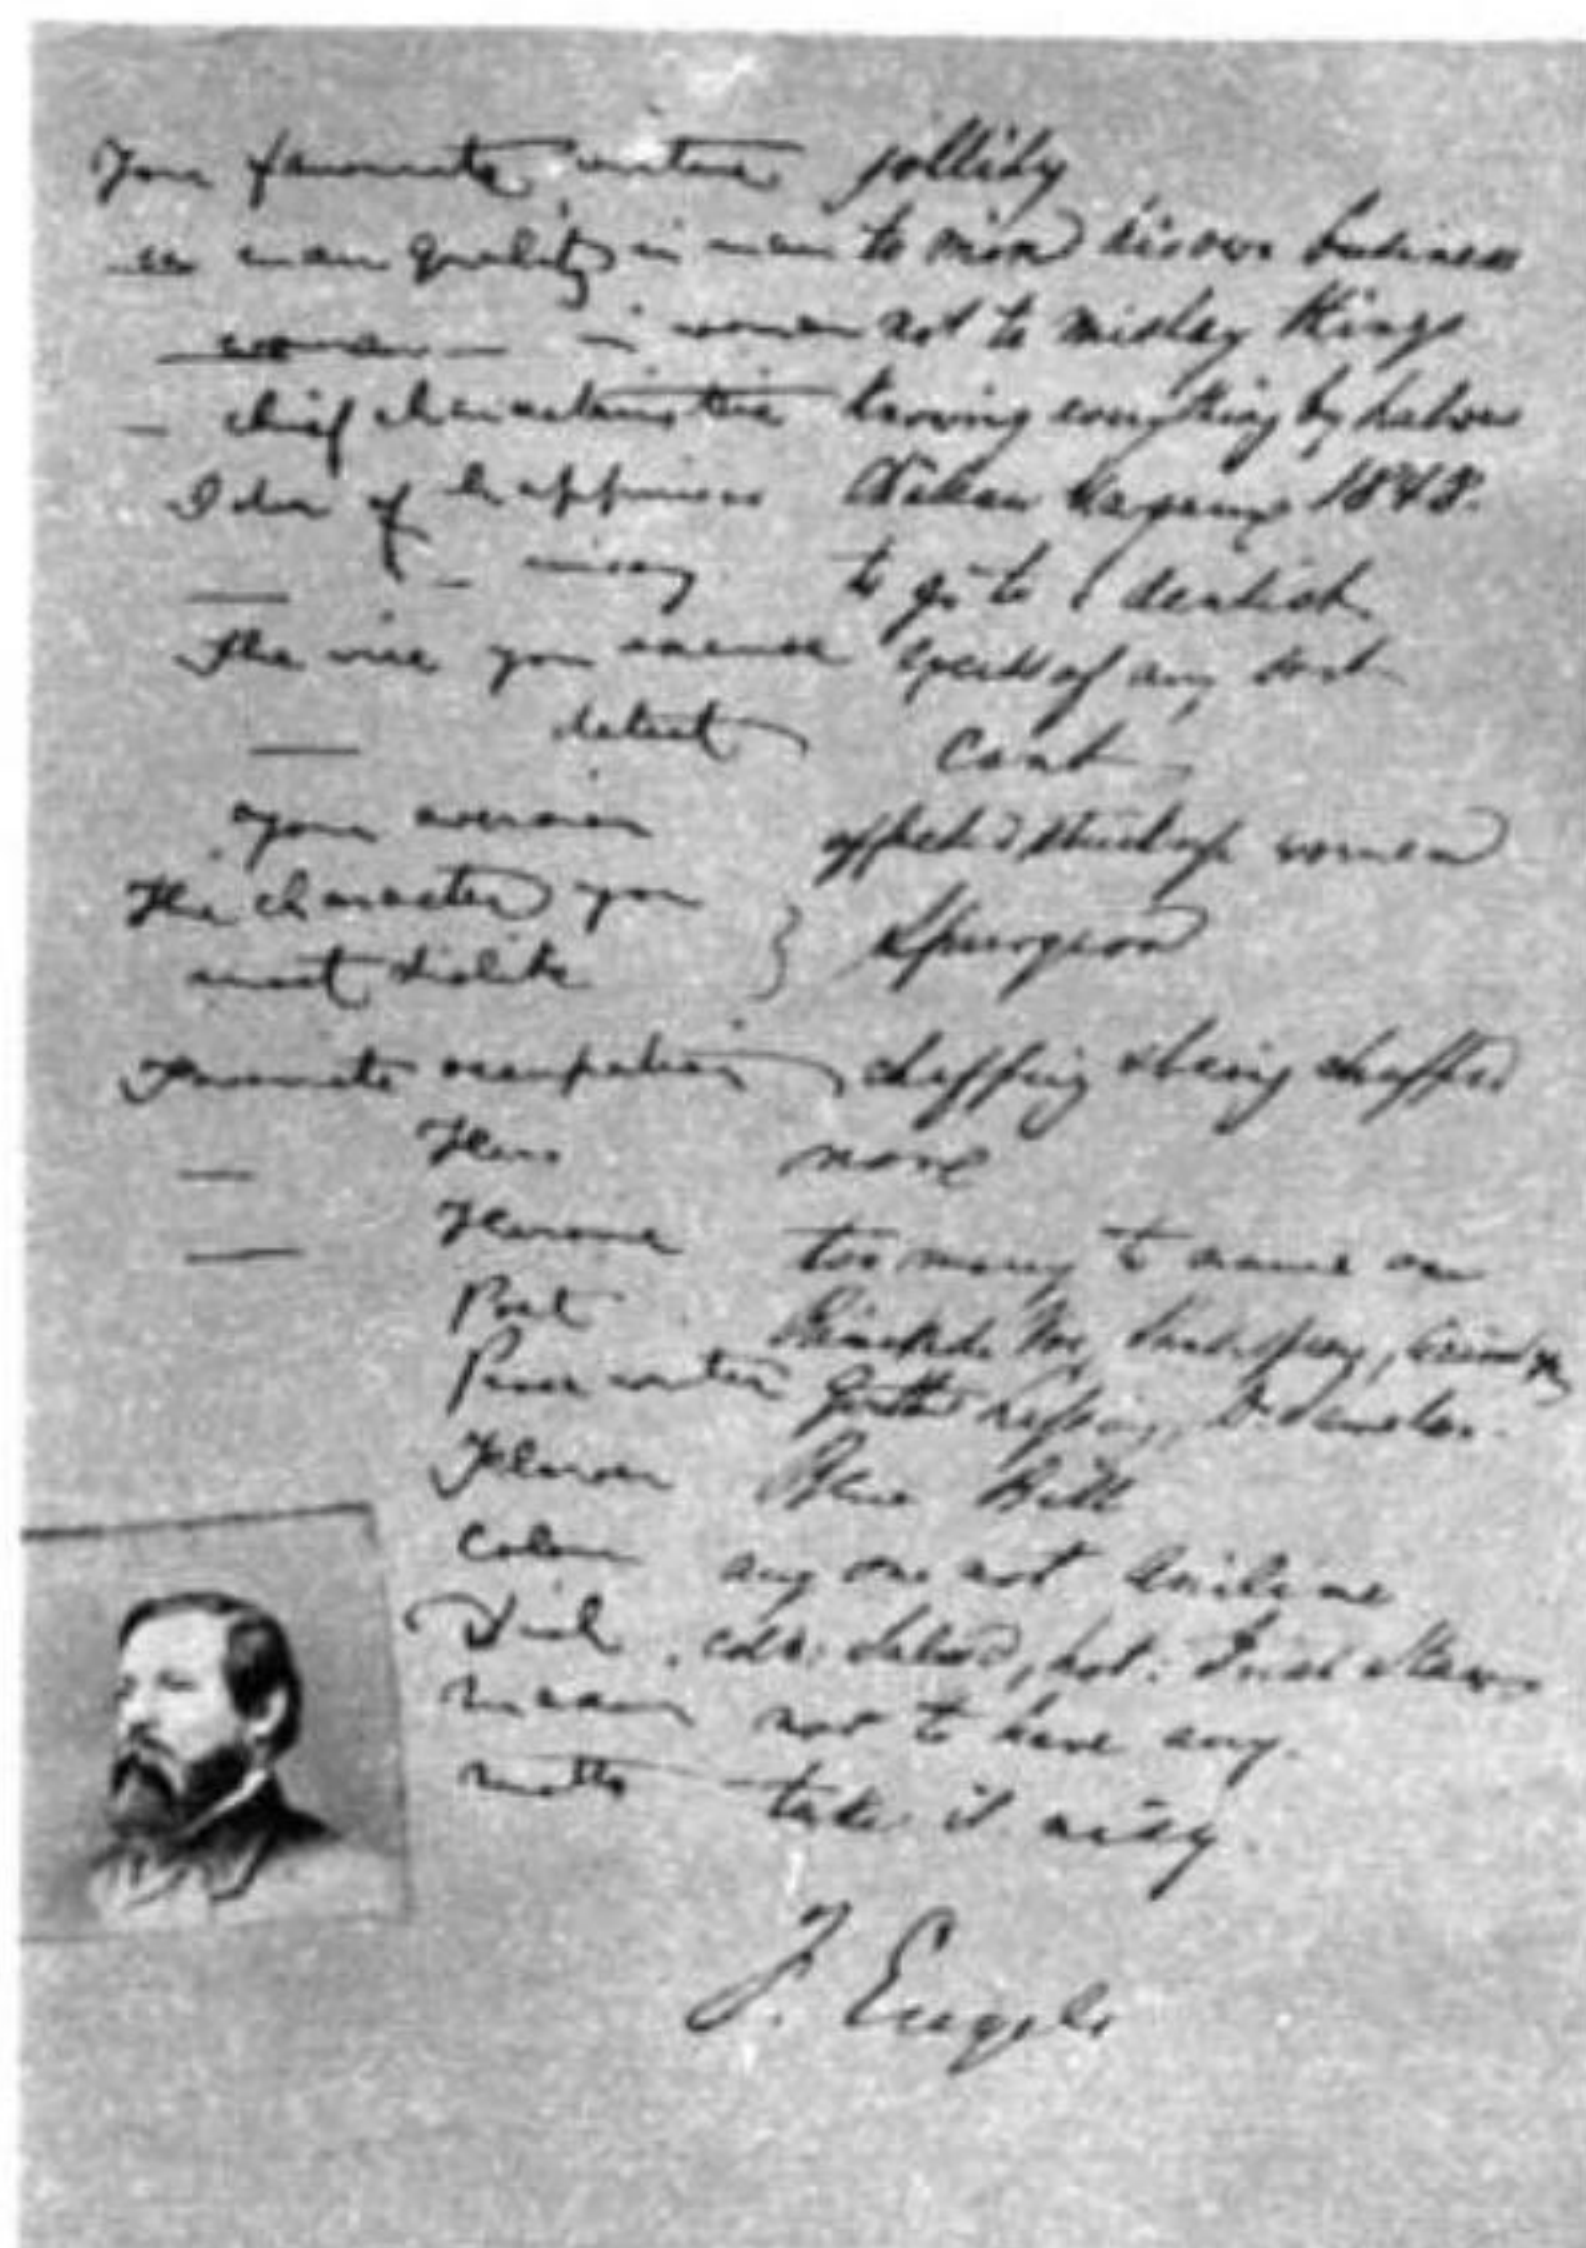 Your favourite virtue jollity
— — quality in man to mind his own business
— — in woman not to mislay things
— chief characteristic knowing everything by halves
Idea of happiness Château Margaux 1848.
— — misery to go to a dentist
The vice you excuse excess of any sort
— detest Cant
your aversion affected stuck up women
The character you
most dislike } Spurgeon
Favourite occupation chaffing & being chaffed
— Hero none
— Heroine too many to name one
Poet Reineke de Vos, Shakespeare, Ariosto
Prose writer Goethe Lessing, Dr Samelson.
Flower Blue Bell
Colour any one not Aniline
Dish cold: Salad, hot: Irish Stew
Maxim not to have any.
Motto take it aisy
F. Engels